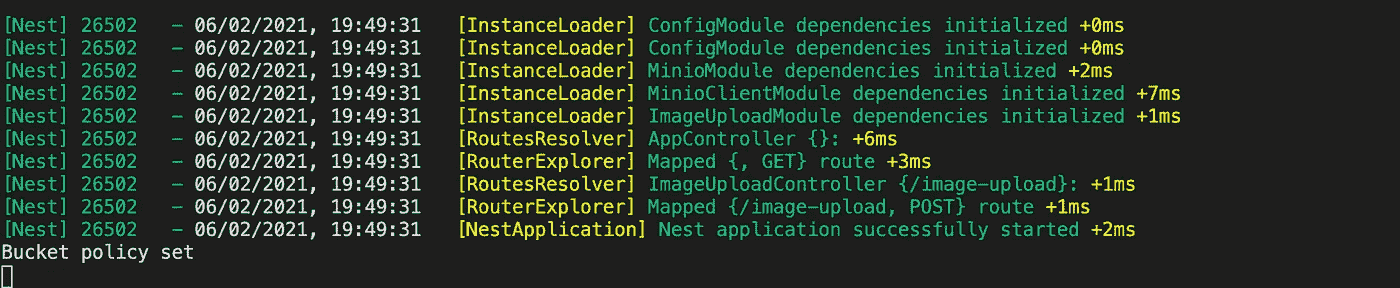 [Nest] 26502   - 06/02/2021, 19:49:31   [InstanceLoader] ConfigModule dependencies initialized +0ms
[Nest] 26502   - 06/02/2021, 19:49:31   [InstanceLoader] ConfigModule dependencies initialized +0ms
[Nest] 26502   - 06/02/2021, 19:49:31   [InstanceLoader] MinioModule dependencies initialized +2ms
[Nest] 26502   - 06/02/2021, 19:49:31   [InstanceLoader] MinioClientModule dependencies initialized +7ms
[Nest] 26502   - 06/02/2021, 19:49:31   [InstanceLoader] ImageUploadModule dependencies initialized +1ms
[Nest] 26502   - 06/02/2021, 19:49:31   [RoutesResolver] AppController {}: +6ms
[Nest] 26502   - 06/02/2021, 19:49:31   [RouterExplorer] Mapped {, GET} route +3ms
[Nest] 26502   - 06/02/2021, 19:49:31   [RoutesResolver] ImageUploadController {/image-upload}: +1ms
[Nest] 26502   - 06/02/2021, 19:49:31   [RouterExplorer] Mapped {/image-upload, POST} route +1ms
[Nest] 26502   - 06/02/2021, 19:49:31   [NestApplication] Nest application successfully started +2ms
Bucket policy set